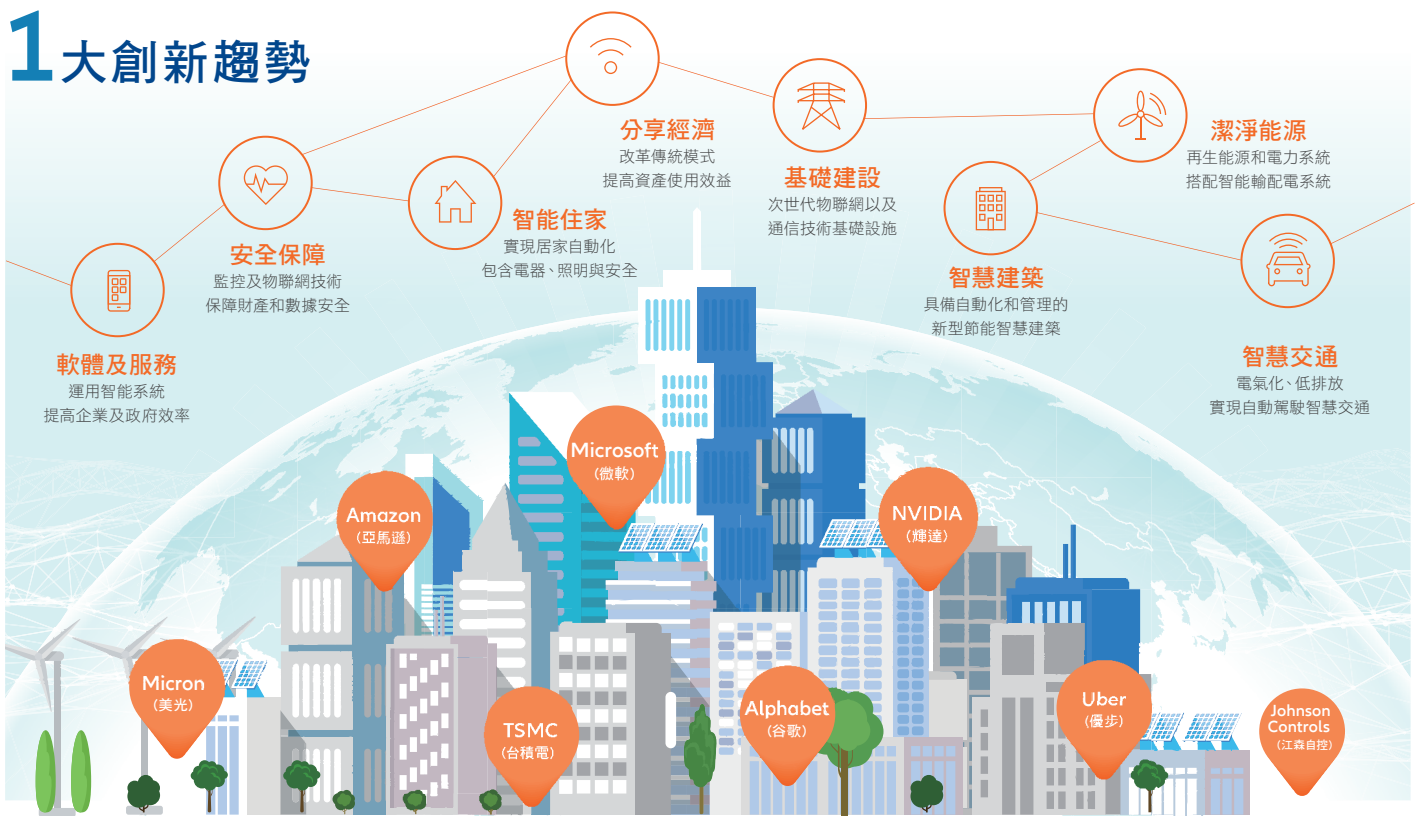 1大創新趨勢
分享經濟
改革傳統模式
提高資產使用效益
基礎建設
次世代物聯網以及
通信技術基礎設施
潔淨能源
再生能源和電力系統
搭配智能輸配電系統
安全保障
監控及物聯網技術
保障財產和數據安全
智能住家
實現居家自動化
包含電器、照明與安全
智慧建築
具備自動化和管理的
新型節能智慧建築
軟體及服務
運用智能系統
提高企業及政府效率
智慧交通
電氣化、低排放
實現自動駕駛智慧交通
Microsoft
(微軟)
Amazon
(亞馬遜)
NVIDIA
(輝達)
Micron
(美光)
TSMC
(台積電)
Alphabet
(谷歌)
Uber
(優步)
Johnson
Controls
(江森自控)